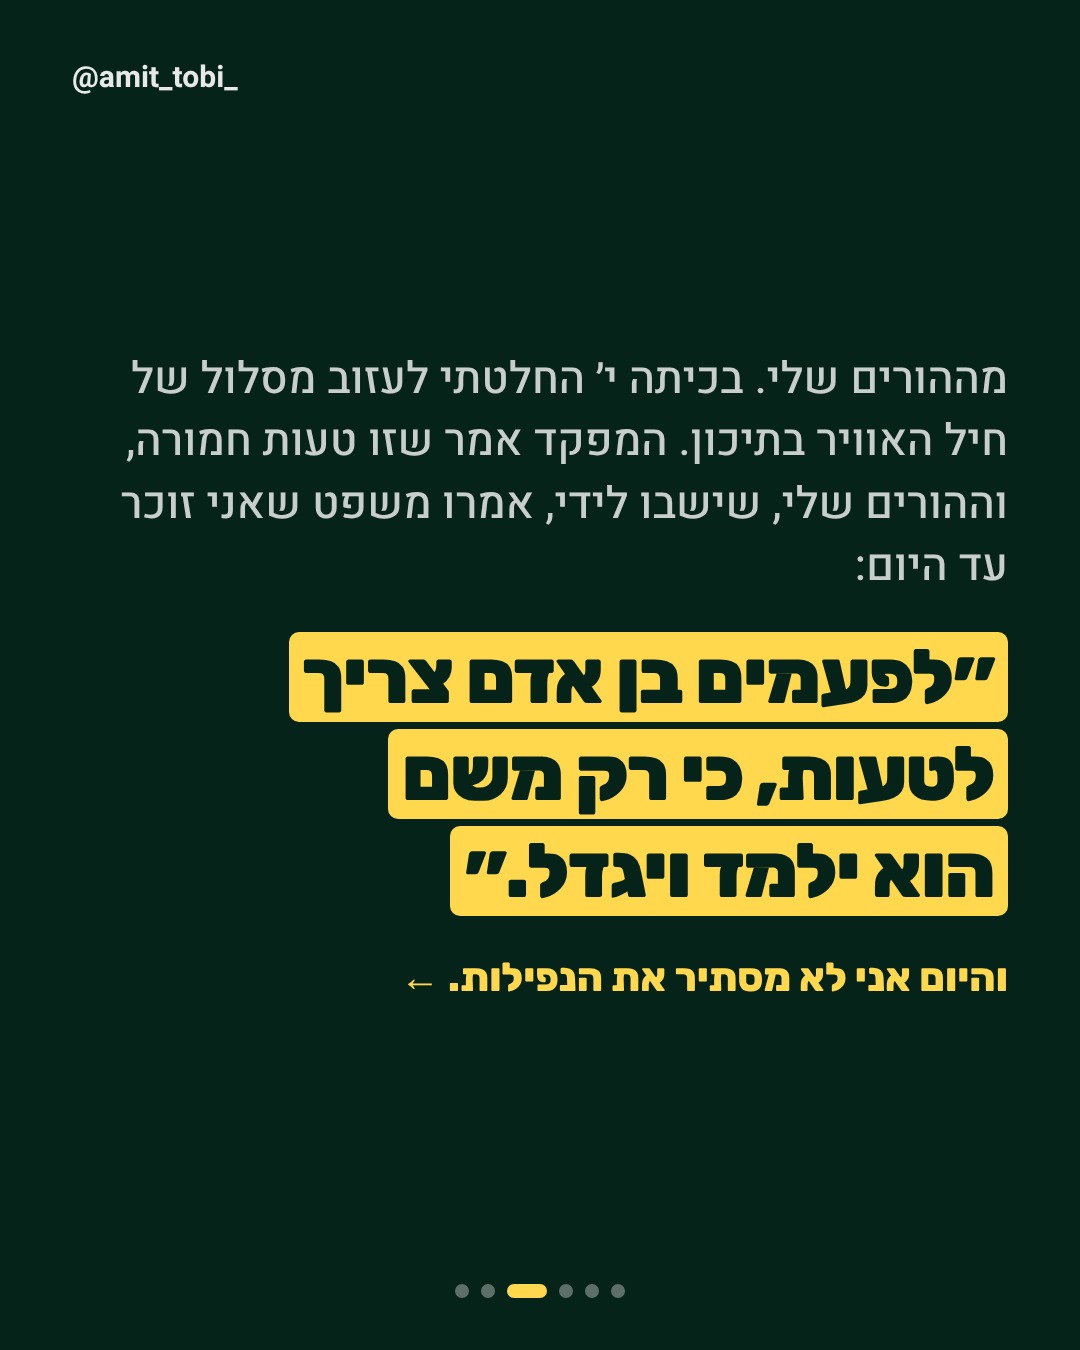 @amit_tobi_
מההורים שלי. בכיתה י׳ החלטתי לעזוב מסלול של
חיל האוויר בתיכון. המפקד אמר שזו טעות חמורה,
וההורים שלי, שישבו לידי, אמרו משפט שאני זוכר
עד היום:
״לפעמים בן אדם צריך
לטעות, כי רק משם
הוא ילמד ויגדל.״
והיום אני לא מסתיר את הנפילות. ←